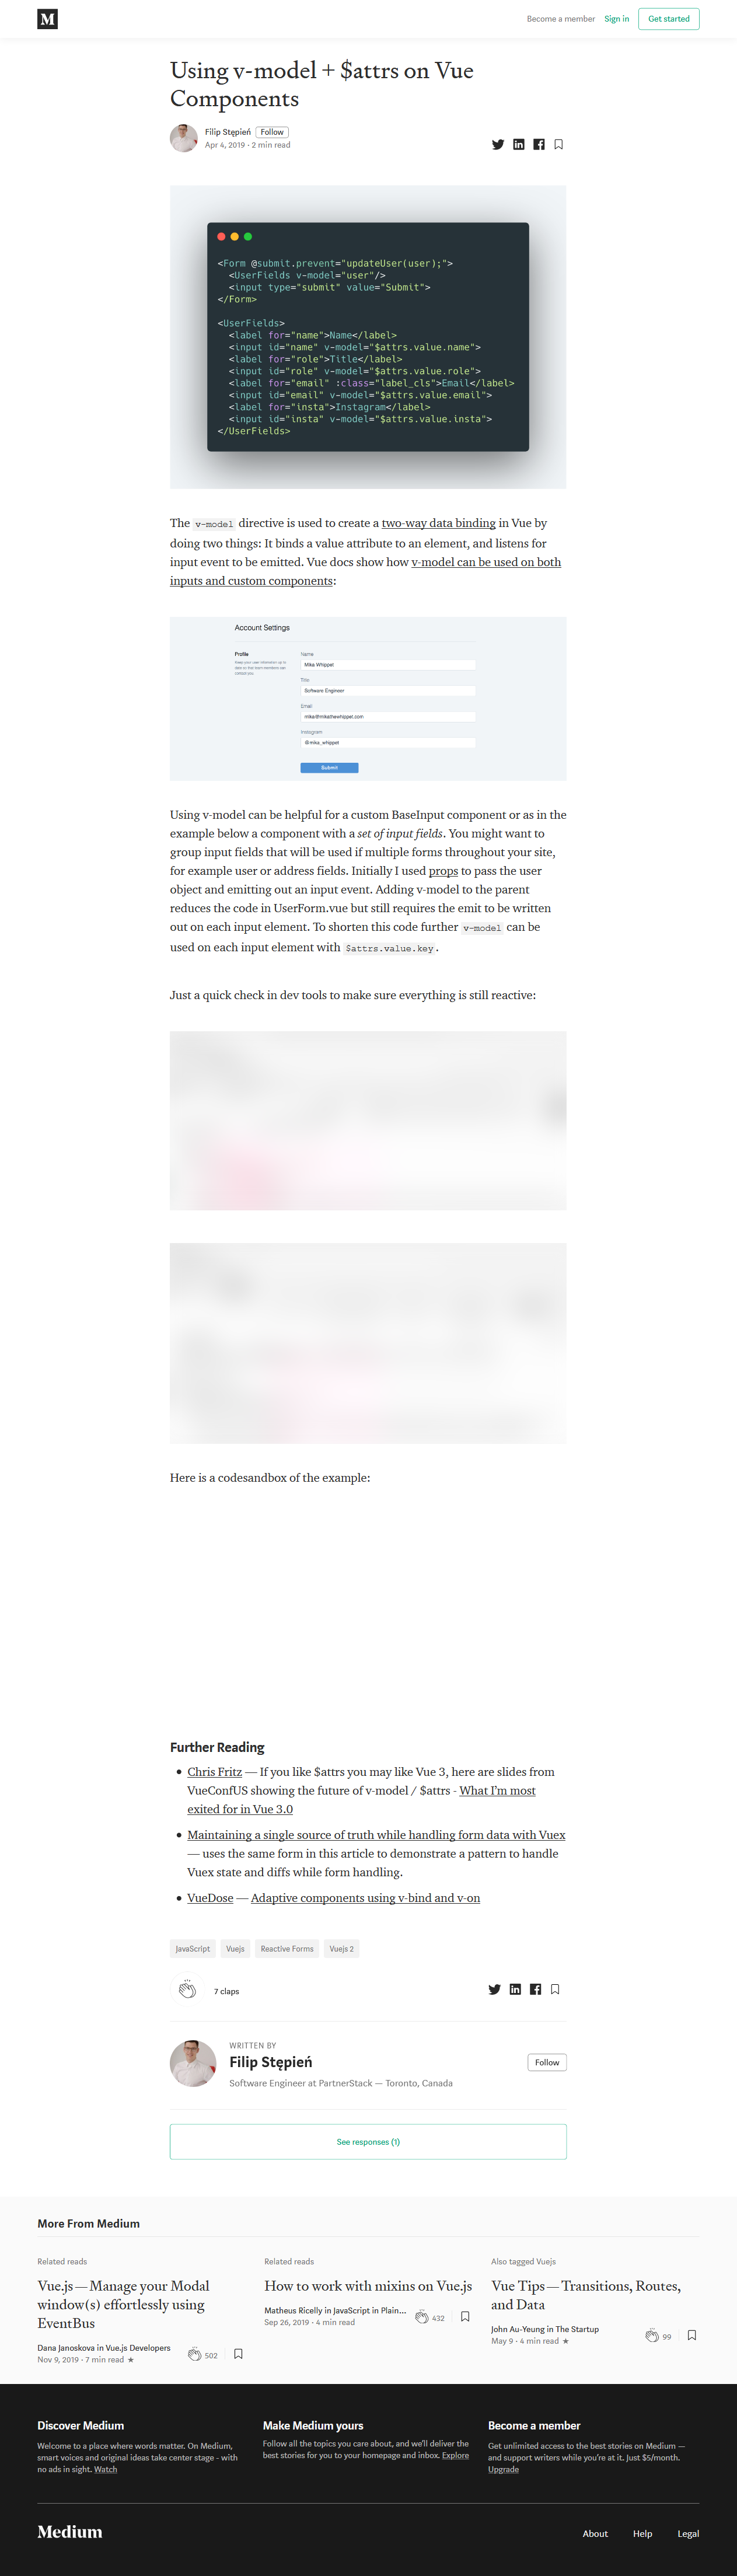 M
Become a member Sign in Get started
Using v-model + $attrs on Vue
Components
Filip Stępień Follow
Apr 4, 2019 · 2 min read
<Form @submit.prevent="updateUser(user);">
<UserFields v-model="user"/>
<input type="submit" value="Submit">
</Form>
<UserFields>
<label for="name">Name</label>
<input id="name" v-model="$attrs.value.name">
<label for="role">Title</label>
<input id="role" v-model="$attrs.value.role">
<label for="email" :class="label_cls">Email</label>
<input id="email" v-model="$attrs.value.email">
<label for="insta">Instagram</label>
<input id="insta" v-model="$attrs.value.insta">
</UserFields>
The v-model directive is used to create a two-way data binding in Vue by
doing two things: It binds a value attribute to an element, and listens for
input event to be emitted. Vue docs show how v-model can be used on both
inputs and custom components:
Account Settings
Profile
Name
Mika Whippet
Title
Software Engineer
Email
mika@mikathewhippet.com
Instagram
@mika_whippet
Submit
Using v-model can be helpful for a custom BaseInput component or as in the
example below a component with a set of input fields. You might want to
group input fields that will be used if multiple forms throughout your site,
for example user or address fields. Initially I used props to pass the user
object and emitting out an input event. Adding v-model to the parent
reduces the code in UserForm.vue but still requires the emit to be written
out on each input element. To shorten this code further v-model can be
used on each input element with $attrs.value.key.
Just a quick check in dev tools to make sure everything is still reactive:
Here is a codesandbox of the example:
Further Reading
• Chris Fritz — If you like $attrs you may like Vue 3, here are slides from
VueConfUS showing the future of v-model / $attrs - What I'm most
exited for in Vue 3.0
• Maintaining a single source of truth while handling form data with Vuex
— uses the same form in this article to demonstrate a pattern to handle
Vuex state and diffs while form handling.
• VueDose — Adaptive components using v-bind and v-on
JavaScript Vuejs Reactive Forms Vuejs 2
7 claps
WRITTEN BY
Filip Stępień
Follow
Software Engineer at PartnerStack — Toronto, Canada
See responses (1)
More From Medium
Related reads
Vue.js — Manage your Modal
window(s) effortlessly using
EventBus
Dana Janoskova in Vue.js Developers
Nov 9, 2019 · 7 min read ★
502
Related reads
How to work with mixins on Vue.js
Matheus Ricelly in JavaScript in Plain...
Sep 26, 2019 · 4 min read
432
Also tagged Vuejs
Vue Tips — Transitions, Routes,
and Data
John Au-Yeung in The Startup
May 9 · 4 min read ★
99
Discover Medium
Welcome to a place where words matter. On Medium,
smart voices and original ideas take center stage - with
no ads in sight. Watch
Make Medium yours
Follow all the topics you care about, and we'll deliver the
best stories for you to your homepage and inbox. Explore
Become a member
Get unlimited access to the best stories on Medium —
and support writers while you're at it. Just $5/month.
Upgrade
Medium
About Help Legal